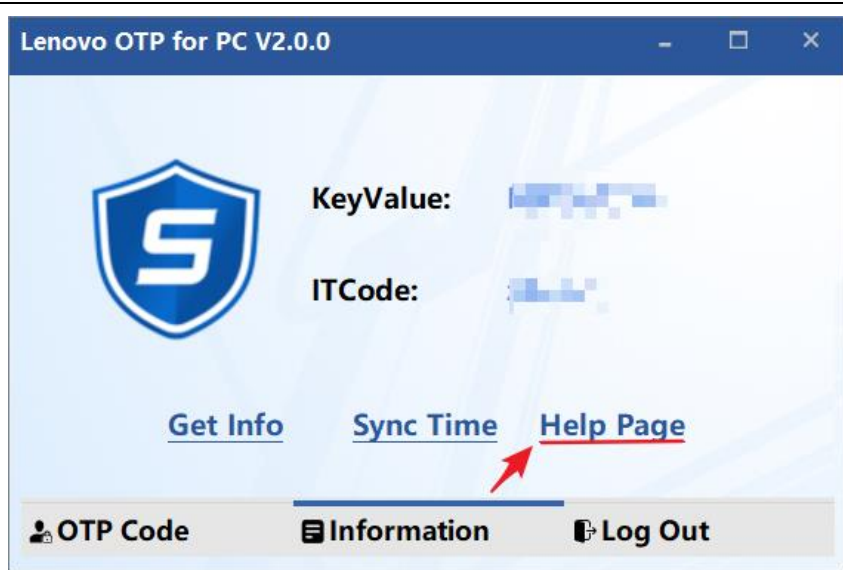 Lenovo OTP for PC V2.0.0
S
KeyValue:
ITCode:
Get Info Sync Time Help Page
OTP Code Information Log Out